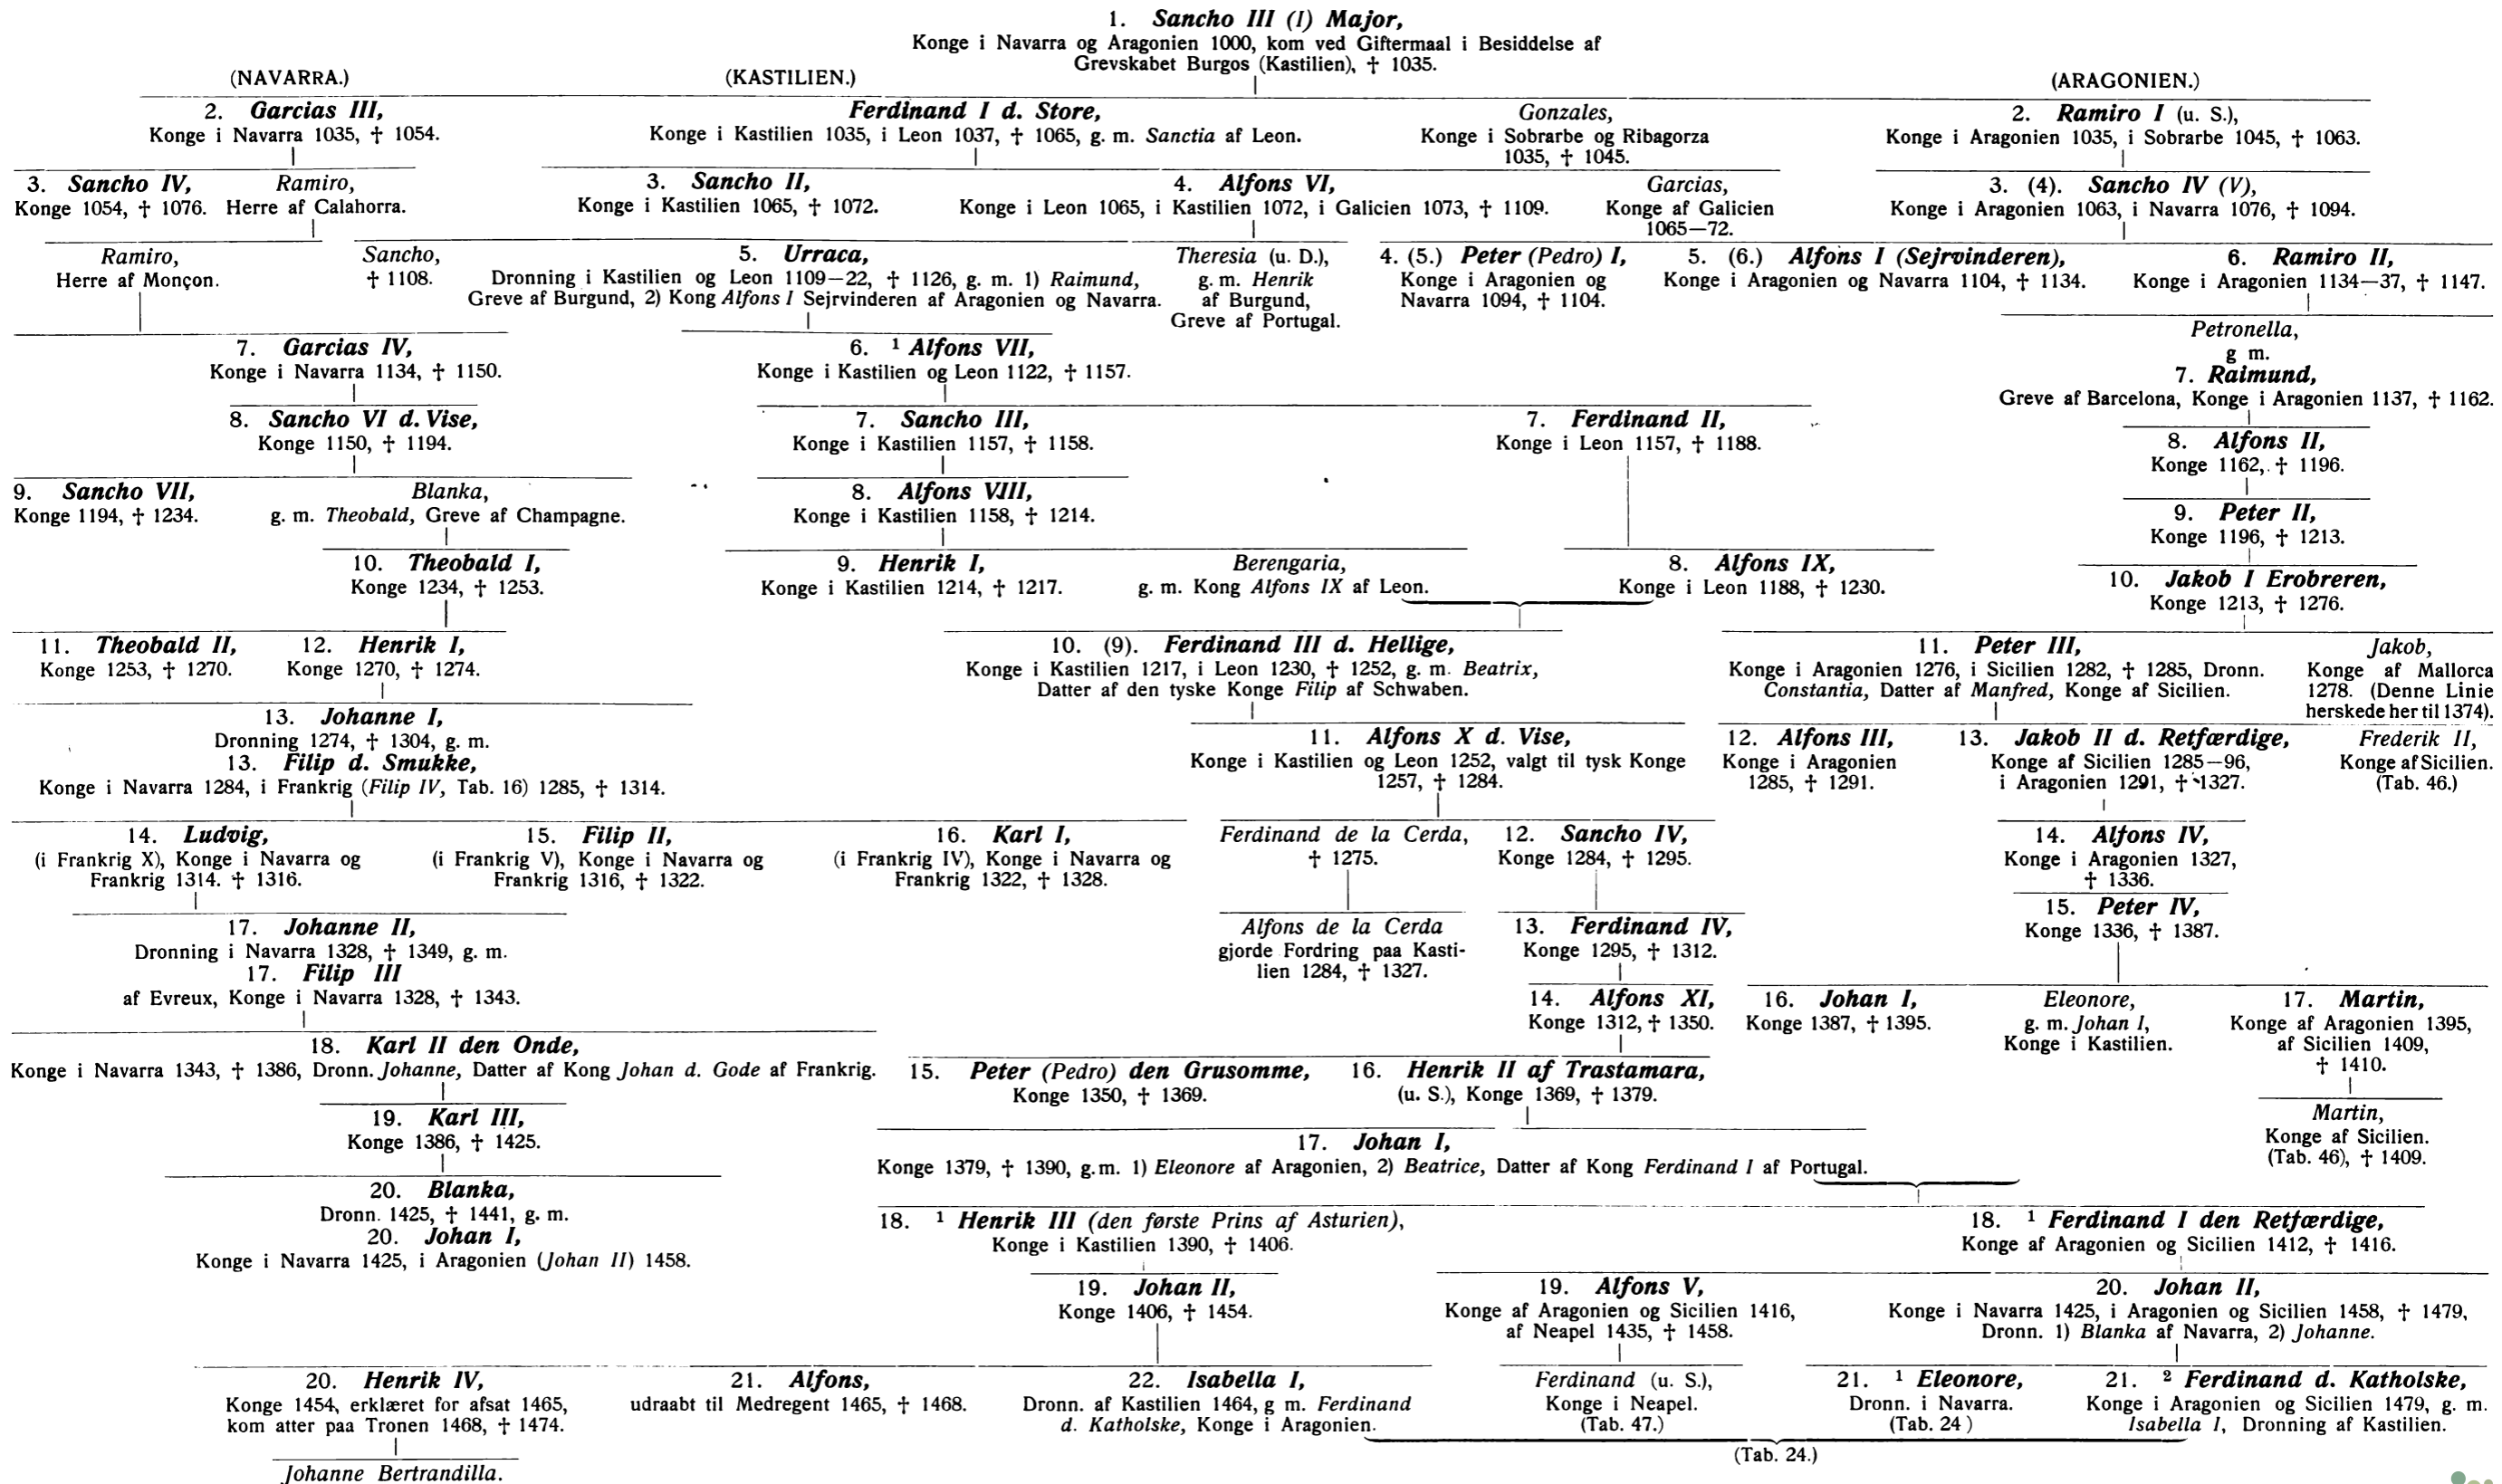 1. Sancho III (I) Major,
Konge i Navarra og Aragonien 1000, kom ved Giftermaal i Besiddelse af
Grevskabet Burgos (Kastilien), † 1035.
(NAVARRA.)
(KASTILIEN.)
(ARAGONIEN.)
2. Garcias III,
Konge i Navarra 1035, † 1054.
Ferdinand I d. Store,
Konge i Kastilien 1035, i Leon 1037, † 1065, g. m. Sanctia af Leon.
Gonzales,
Konge i Sobrarbe og Ribagorza
1035, † 1045.
2. Ramiro I (u. S.),
Konge i Aragonien 1035, i Sobrarbe 1045, † 1063.
3. Sancho IV,
Konge 1054, † 1076.
Ramiro,
Herre af Calahorra.
3. Sancho II,
Konge i Kastilien 1065, † 1072.
4. Alfons VI,
Konge i Leon 1065, i Kastilien 1072, i Galicien 1073, † 1109.
Garcias,
Konge af Galicien
1065—72.
3. (4). Sancho IV (V),
Konge i Aragonien 1063, i Navarra 1076, † 1094.
Ramiro,
Herre af Monçon.
Sancho,
† 1108.
5. Urraca,
Dronning i Kastilien og Leon 1109—22, † 1126, g. m. 1) Raimund,
Greve af Burgund, 2) Kong Alfons I Sejrvinderen af Aragonien og Navarra.
Theresia (u. D.),
g. m. Henrik
af Burgund,
Greve af Portugal.
4. (5.) Peter (Pedro) I,
Konge i Aragonien og
Navarra 1094, † 1104.
5. (6.) Alfons I (Sejrvinderen),
Konge i Aragonien og Navarra 1104, † 1134.
6. Ramiro II,
Konge i Aragonien 1134—37, † 1147.
7. Garcias IV,
Konge i Navarra 1134, † 1150.
6. ¹ Alfons VII,
Konge i Kastilien og Leon 1122, † 1157.
Petronella,
g m.
7. Raimund,
Greve af Barcelona, Konge i Aragonien 1137, † 1162.
8. Sancho VI d. Vise,
Konge 1150, † 1194.
7. Sancho III,
Konge i Kastilien 1157, † 1158.
7. Ferdinand II,
Konge i Leon 1157, † 1188.
8. Alfons II,
Konge 1162, † 1196.
9. Sancho VII,
Konge 1194, † 1234.
Blanka,
g. m. Theobald, Greve af Champagne.
8. Alfons VIII,
Konge i Kastilien 1158, † 1214.
9. Peter II,
Konge 1196, † 1213.
10. Theobald I,
Konge 1234, † 1253.
9. Henrik I,
Konge i Kastilien 1214, † 1217.
Berengaria,
g. m. Kong Alfons IX af Leon.
8. Alfons IX,
Konge i Leon 1188, † 1230.
10. Jakob I Erobreren,
Konge 1213, † 1276.
11. Theobald II,
Konge 1253, † 1270.
12. Henrik I,
Konge 1270, † 1274.
10. (9). Ferdinand III d. Hellige,
Konge i Kastilien 1217, i Leon 1230, † 1252, g. m. Beatrix,
Datter af den tyske Konge Filip af Schwaben.
11. Peter III,
Konge i Aragonien 1276, i Sicilien 1282, † 1285, Dronn.
Constantia, Datter af Manfred, Konge af Sicilien.
Jakob,
Konge af Mallorca
1278. (Denne Linie
herskede her til 1374).
13. Johanne I,
Dronning 1274, † 1304, g. m.
13. Filip d. Smukke,
Konge i Navarra 1284, i Frankrig (Filip IV, Tab. 16) 1285, † 1314.
11. Alfons X d. Vise,
Konge i Kastilien og Leon 1252, valgt til tysk Konge
1257, † 1284.
12. Alfons III,
Konge i Aragonien
1285, † 1291.
13. Jakob II d. Retfærdige,
Konge af Sicilien 1285—96,
i Aragonien 1291, † 1327.
Frederik II,
Konge af Sicilien.
(Tab. 46.)
14. Ludvig,
(i Frankrig X), Konge i Navarra og
Frankrig 1314. † 1316.
15. Filip II,
(i Frankrig V), Konge i Navarra og
Frankrig 1316, † 1322.
16. Karl I,
(i Frankrig IV), Konge i Navarra og
Frankrig 1322, † 1328.
Ferdinand de la Cerda,
† 1275.
12. Sancho IV,
Konge 1284, † 1295.
14. Alfons IV,
Konge i Aragonien 1327,
† 1336.
17. Johanne II,
Dronning i Navarra 1328, † 1349, g. m.
17. Filip III
af Evreux, Konge i Navarra 1328, † 1343.
Alfons de la Cerda
gjorde Fordring paa Kasti-
lien 1284, † 1327.
13. Ferdinand IV,
Konge 1295, † 1312.
15. Peter IV,
Konge 1336, † 1387.
14. Alfons XI,
Konge 1312, † 1350.
16. Johan I,
Konge 1387, † 1395.
Eleonore,
g. m. Johan I,
Konge i Kastilien.
17. Martin,
Konge af Aragonien 1395,
af Sicilien 1409,
† 1410.
18. Karl II den Onde,
Konge i Navarra 1343, † 1386, Dronn. Johanne, Datter af Kong Johan d. Gode af Frankrig.
15. Peter (Pedro) den Grusomme,
Konge 1350, † 1369.
16. Henrik II af Trastamara,
(u. S.), Konge 1369, † 1379.
Martin,
Konge af Sicilien.
(Tab. 46), † 1409.
19. Karl III,
Konge 1386, † 1425.
17. Johan I,
Konge 1379, † 1390, g. m. 1) Eleonore af Aragonien, 2) Beatrice, Datter af Kong Ferdinand I af Portugal.
20. Blanka,
Dronn. 1425, † 1441, g. m.
20. Johan I,
Konge i Navarra 1425, i Aragonien (Johan II) 1458.
18. ¹ Henrik III (den første Prins af Asturien),
Konge i Kastilien 1390, † 1406.
18. ¹ Ferdinand I den Retfærdige,
Konge af Aragonien og Sicilien 1412, † 1416.
19. Johan II,
Konge 1406, † 1454.
19. Alfons V,
Konge af Aragonien og Sicilien 1416,
af Neapel 1435, † 1458.
20. Johan II,
Konge i Navarra 1425, i Aragonien og Sicilien 1458, † 1479,
Dronn. 1) Blanka af Navarra, 2) Johanne.
20. Henrik IV,
Konge 1454, erklæret for afsat 1465,
kom atter paa Tronen 1468, † 1474.
21. Alfons,
udraabt til Medregent 1465, † 1468.
22. Isabella I,
Dronn. af Kastilien 1464, g m. Ferdinand
d. Katholske, Konge i Aragonien.
Ferdinand (u. S.),
Konge i Neapel.
(Tab. 47.)
21. ¹ Eleonore,
Dronn. i Navarra.
(Tab. 24 )
21. ² Ferdinand d. Katholske,
Konge i Aragonien og Sicilien 1479, g. m.
Isabella I, Dronning af Kastilien.
(Tab. 24.)
Johanne Bertrandilla.